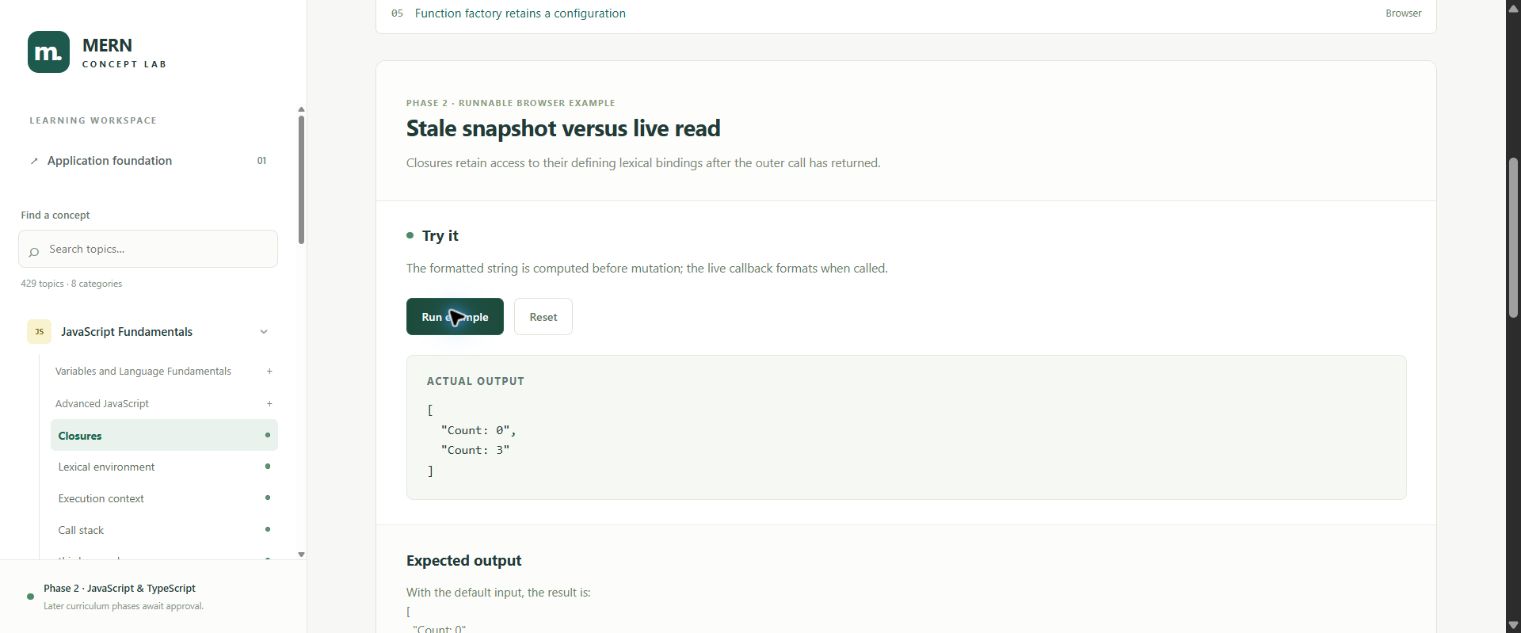 m.
MERN
CONCEPT LAB
LEARNING WORKSPACE
Application foundation 01
Find a concept
Search topics...
429 topics · 8 categories
JS JavaScript Fundamentals
Variables and Language Fundamentals +
Advanced JavaScript +
Closures
Lexical environment
Execution context
Call stack
Phase 2 · JavaScript & TypeScript
Later curriculum phases await approval.
05 Function factory retains a configuration Browser
PHASE 2 · RUNNABLE BROWSER EXAMPLE
Stale snapshot versus live read
Closures retain access to their defining lexical bindings after the outer call has returned.
Try it
The formatted string is computed before mutation; the live callback formats when called.
Run Reset
ACTUAL OUTPUT
[
"Count: 0",
"Count: 3"
]
Expected output
With the default input, the result is:
[
"Count: 0"